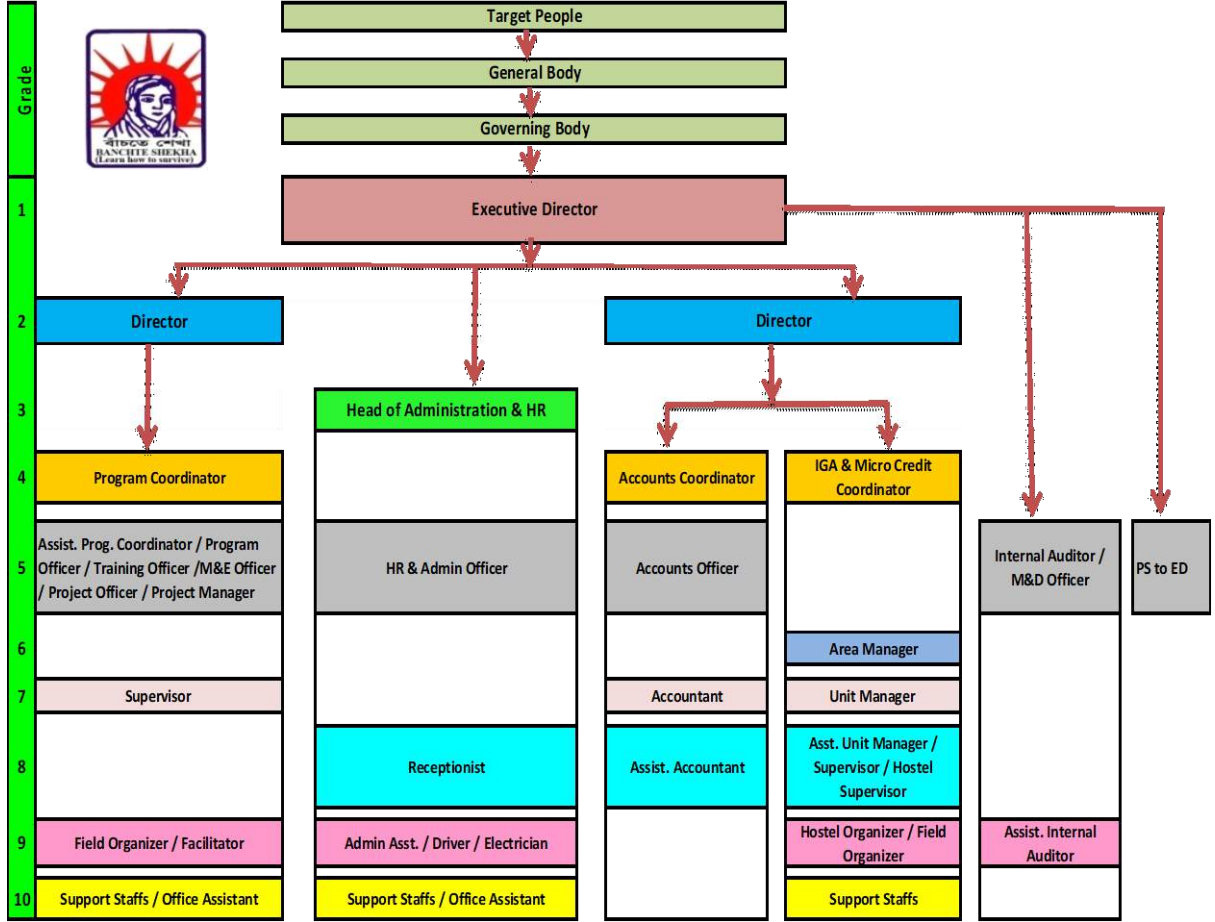 Grade
Target People
General Body
Governing Body
বাঁচতে শেখা
BANCHTE SHEKHA
(Learn how to survive)
1
Executive Director
2
Director
Director
3
Head of Administration & HR
4
Program Coordinator
Accounts Coordinator
IGA & Micro Credit
Coordinator
5
Assist. Prog. Coordinator / Program
Officer / Training Officer /M&E Officer
/ Project Officer / Project Manager
HR & Admin Officer
Accounts Officer
Internal Auditor /
M&D Officer
PS to ED
6
Area Manager
7
Supervisor
Accountant
Unit Manager
8
Receptionist
Assist. Accountant
Asst. Unit Manager /
Supervisor / Hostel
Supervisor
9
Field Organizer / Facilitator
Admin Asst. / Driver / Electrician
Hostel Organizer / Field
Organizer
Assist. Internal
Auditor
10
Support Staffs / Office Assistant
Support Staffs / Office Assistant
Support Staffs